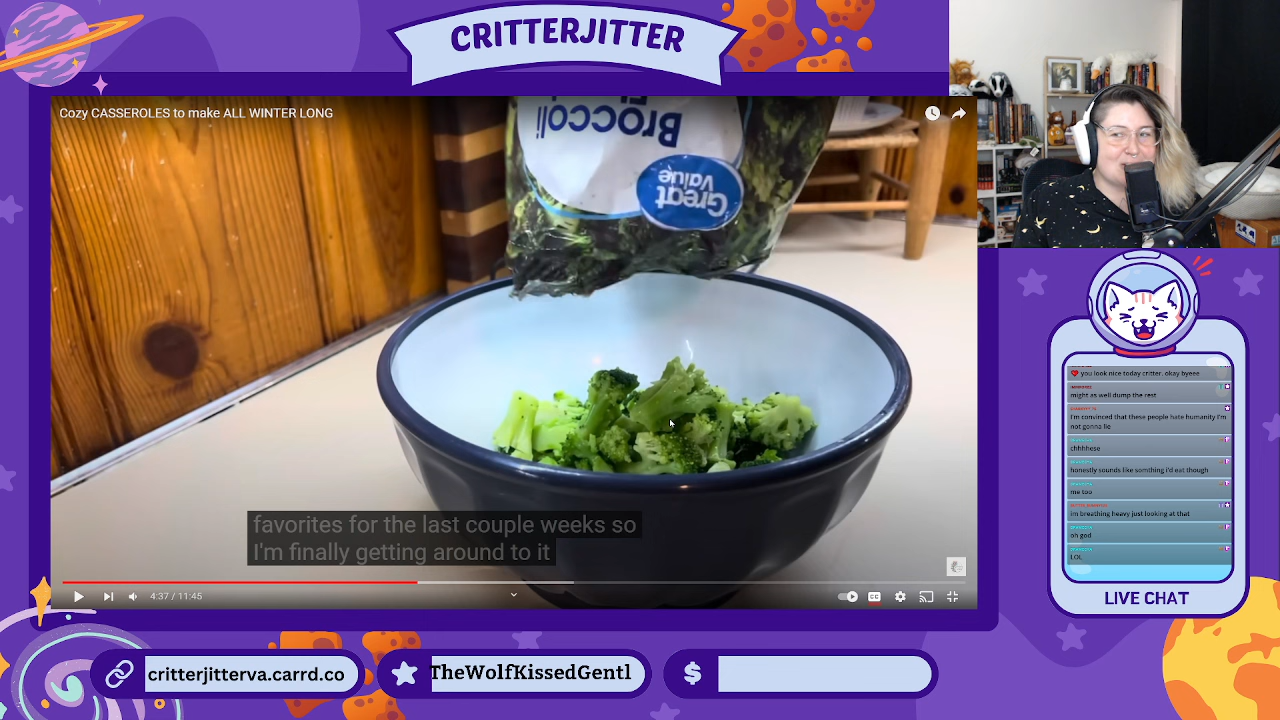 CRITTERJITTER
Cozy CASSEROLES to make ALL WINTER LONG
Broccoli
Great
Value
favorites for the last couple weeks so
I'm finally getting around to it
4:37 / 11:45
CC
you look nice today critter. okay byeee
might as well dump the rest
I'm convinced that these people hate humanity I'm
not gonna lie
chhhhese
honestly sounds like somthing i'd eat though
me too
im breathing heavy just looking at that
oh god
LOL
LIVE CHAT
critterjitterva.carrd.co
TheWolfKissedGentl
$